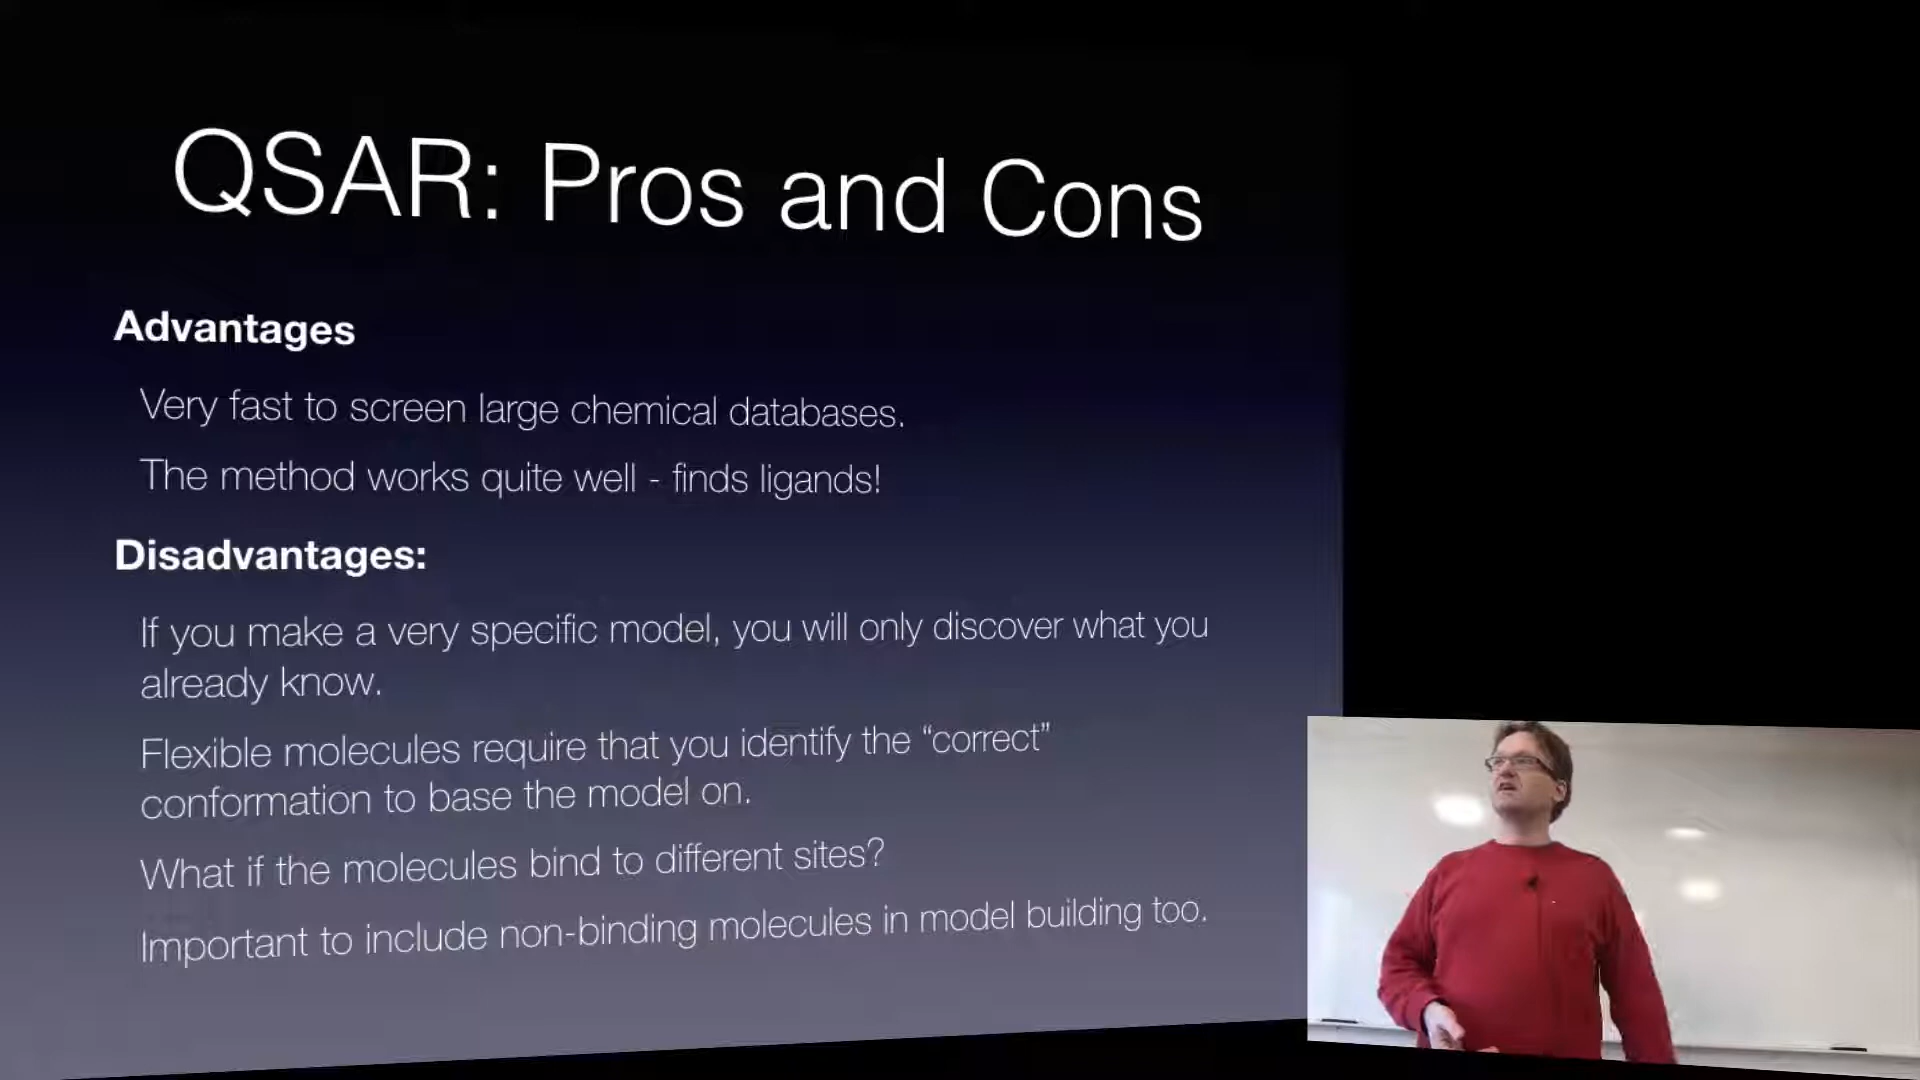 QSAR: Pros and Cons
Advantages
Very fast to screen large chemical databases.
The method works quite well - finds ligands!
Disadvantages:
If you make a very specific model, you will only discover what you
already know.
Flexible molecules require that you identify the “correct”
conformation to base the model on.
What if the molecules bind to different sites?
Important to include non-binding molecules in model building too.